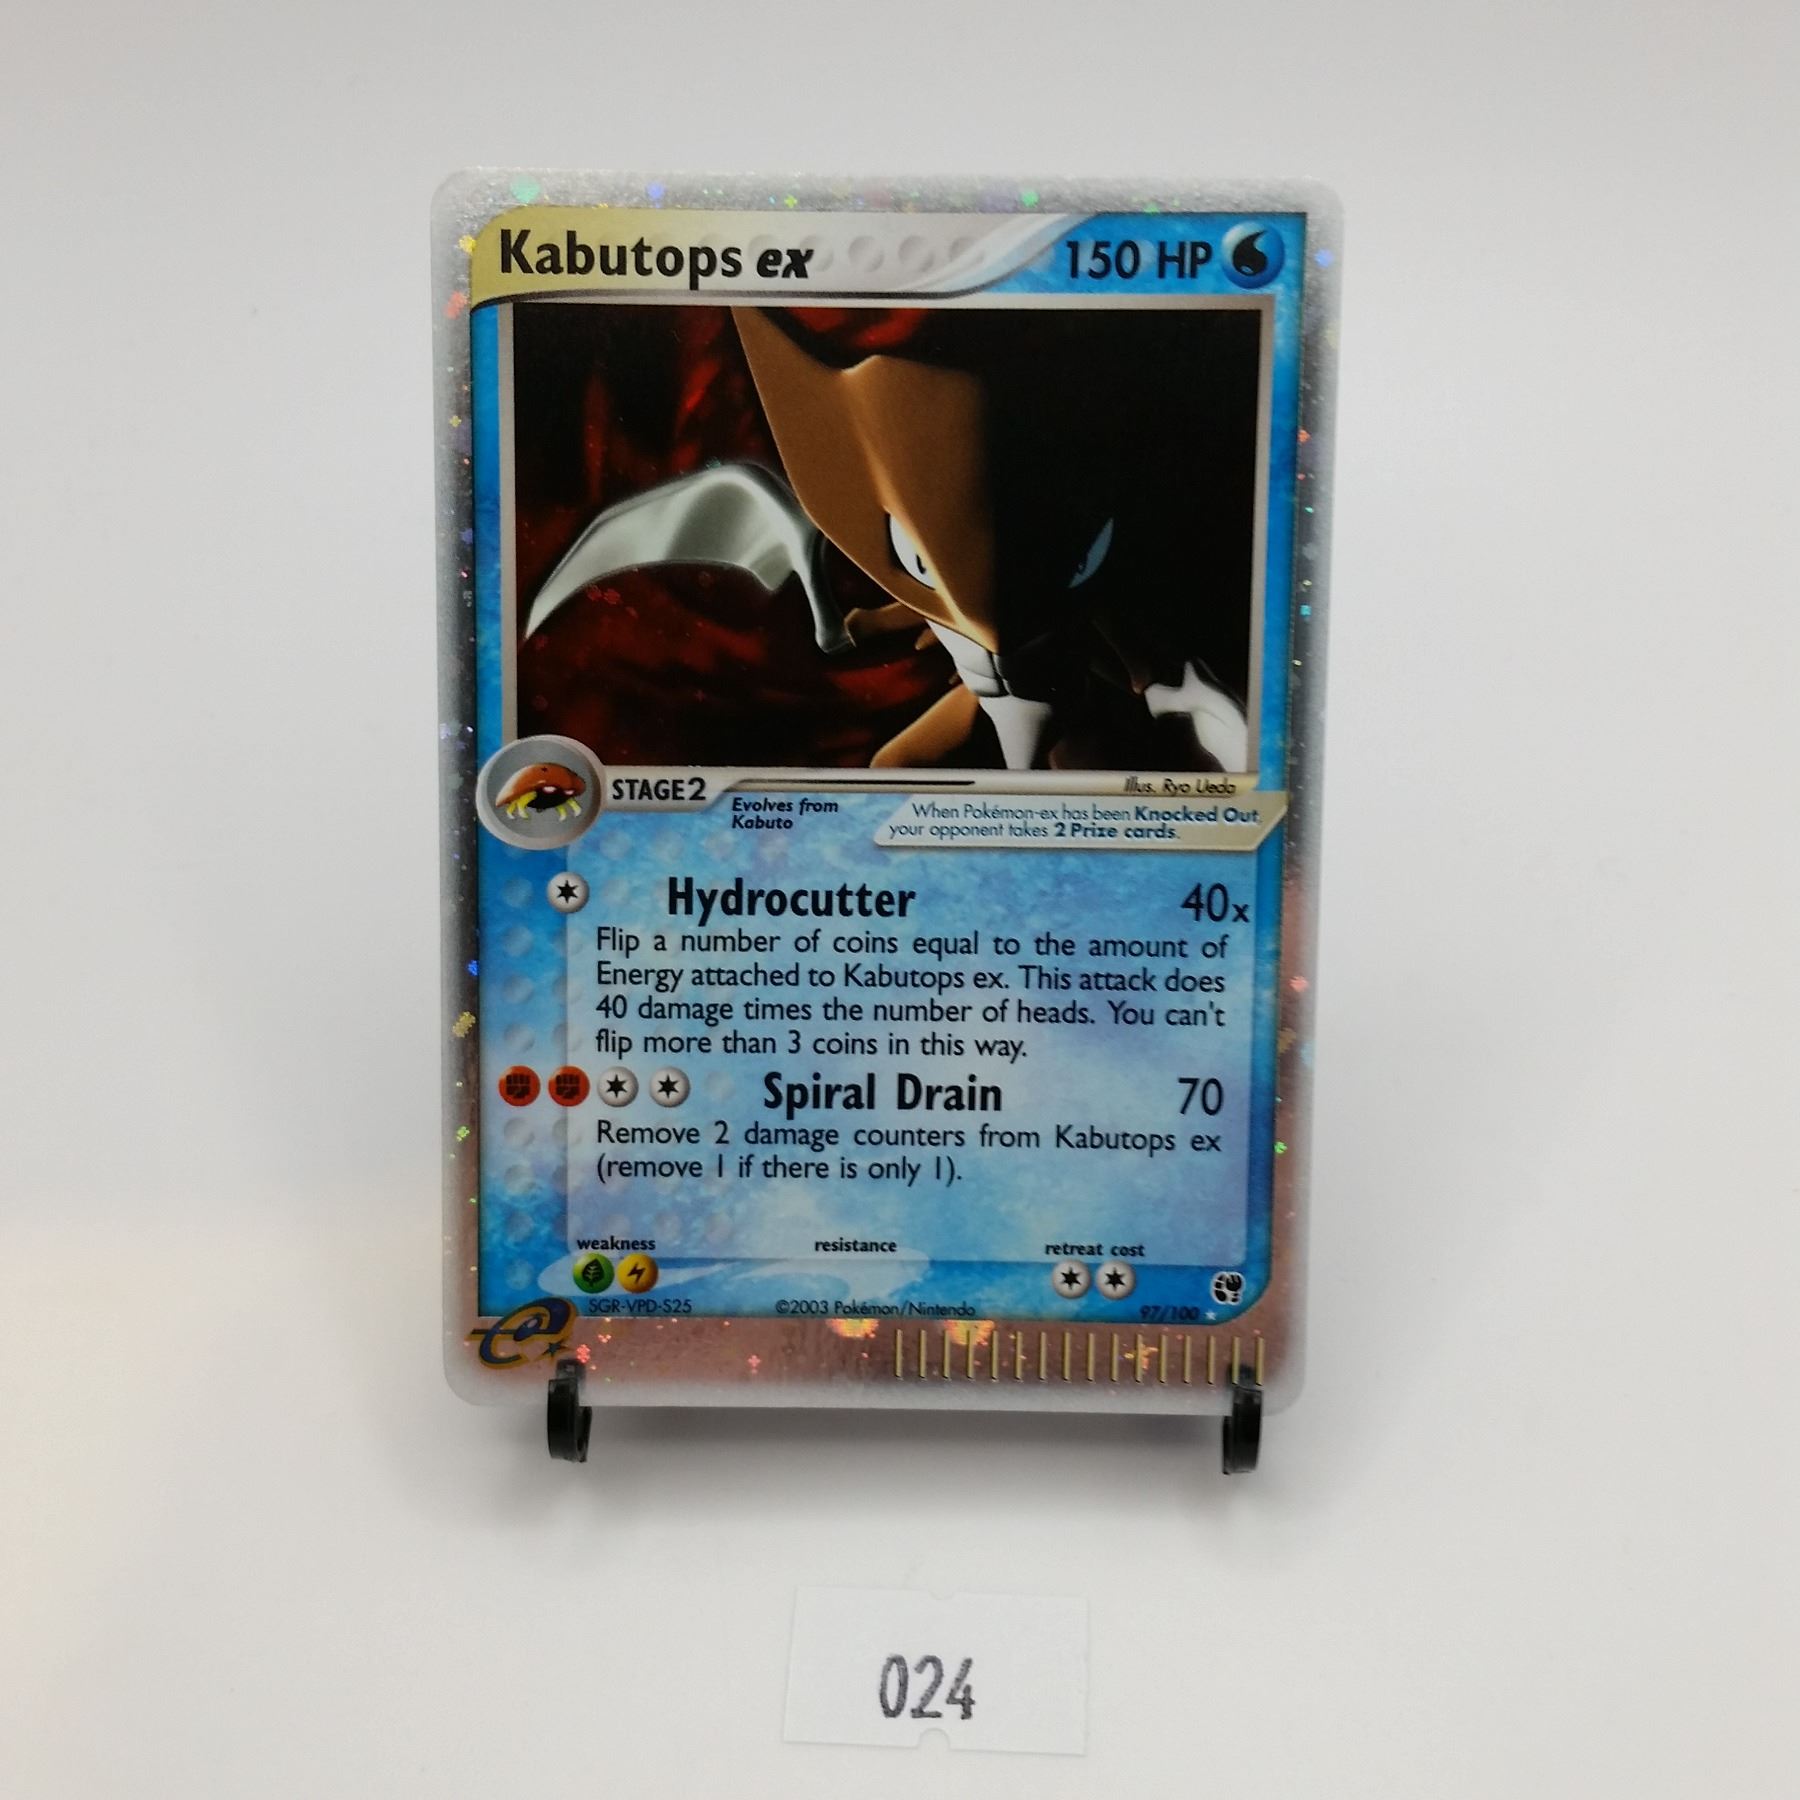 Kabutops ex 150 HP
STAGE2
Illus. Ryo Ueda
Evolves from
Kabuto
When Pokémon-ex has been Knocked Out,
your opponent takes 2 Prize cards.
Hydrocutter 40x
Flip a number of coins equal to the amount of
Energy attached to Kabutops ex. This attack does
40 damage times the number of heads. You can't
flip more than 3 coins in this way.
Spiral Drain 70
Remove 2 damage counters from Kabutops ex
(remove 1 if there is only 1).
weakness resistance retreat cost
SGR-VPD-S25 ©2003 Pokémon/Nintendo 97/100
e
024